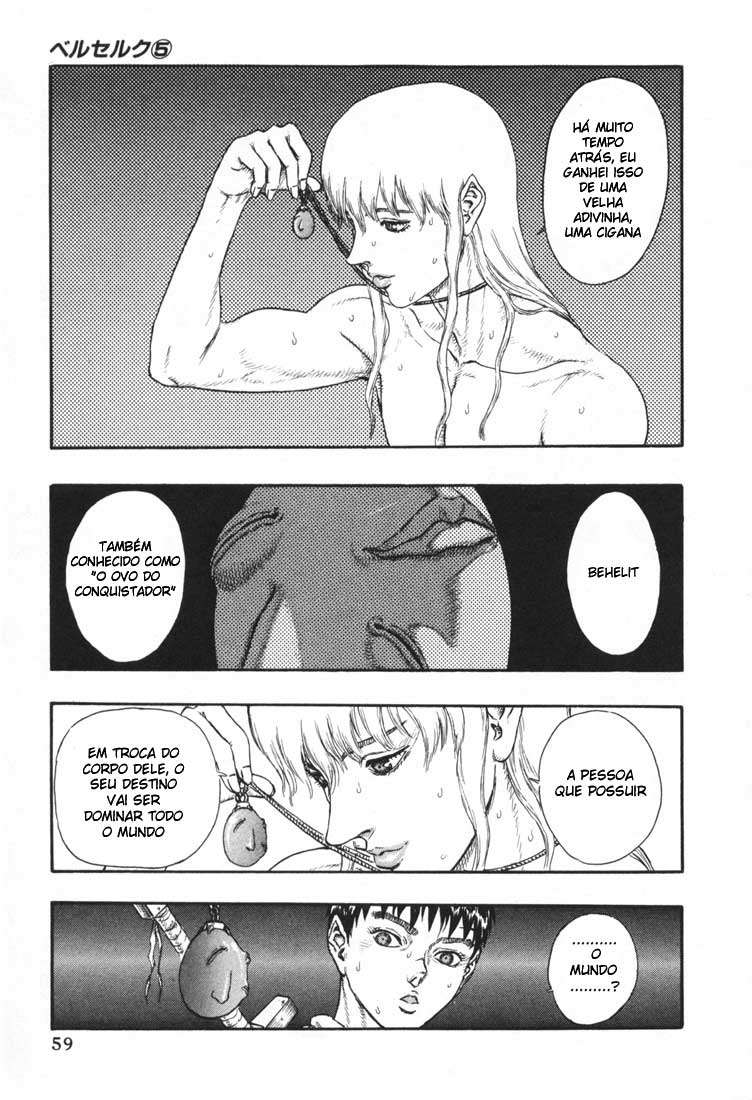 ベルセルク⑤
HÁ MUITO
TEMPO
ATRÁS, EU
GANHEI ISSO
DE UMA
VELHA
ADIVINHA,
UMA CIGANA
BEHELIT
TAMBÉM
CONHECIDO COMO
"O OVO DO
CONQUISTADOR"
A PESSOA
QUE POSSUIR
EM TROCA DO
CORPO DELE, O
SEU DESTINO
VAI SER
DOMINAR TODO
O MUNDO
..........
O
MUNDO
.........?
59